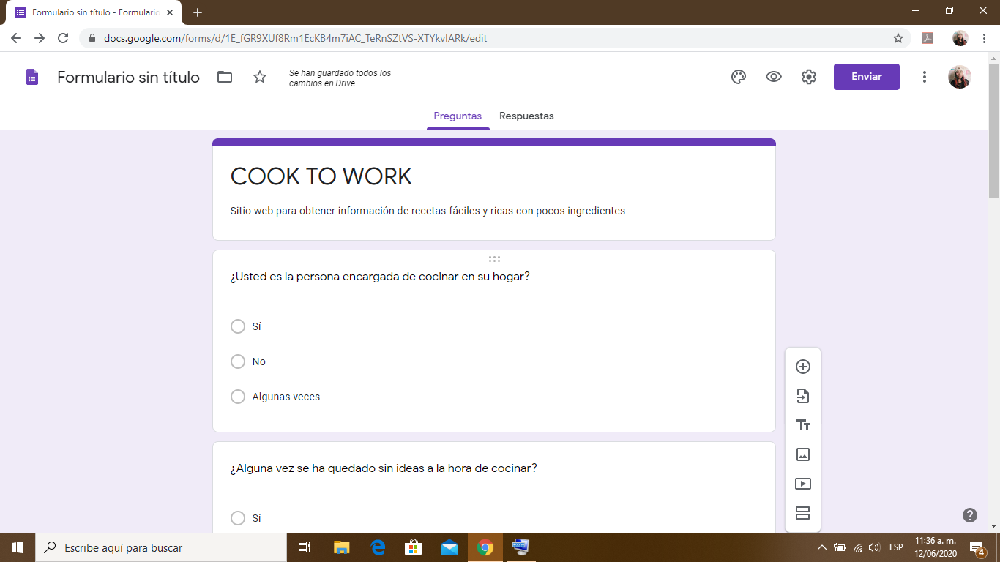 Formulario sin título - Formulario
docs.google.com/forms/d/1E_fGR9XUf8Rm1EcKB4m7iAC_TeRnSZtVS-XTYkvIARk/edit
Formulario sin título
Se han guardado todos los
cambios en Drive
Enviar
Preguntas
Respuestas
COOK TO WORK
Sitio web para obtener información de recetas fáciles y ricas con pocos ingredientes
¿Usted es la persona encargada de cocinar en su hogar?
Sí
No
Algunas veces
¿Alguna vez se ha quedado sin ideas a la hora de cocinar?
Sí
Escribe aquí para buscar
ESP
11:36 a. m.
12/06/2020
4